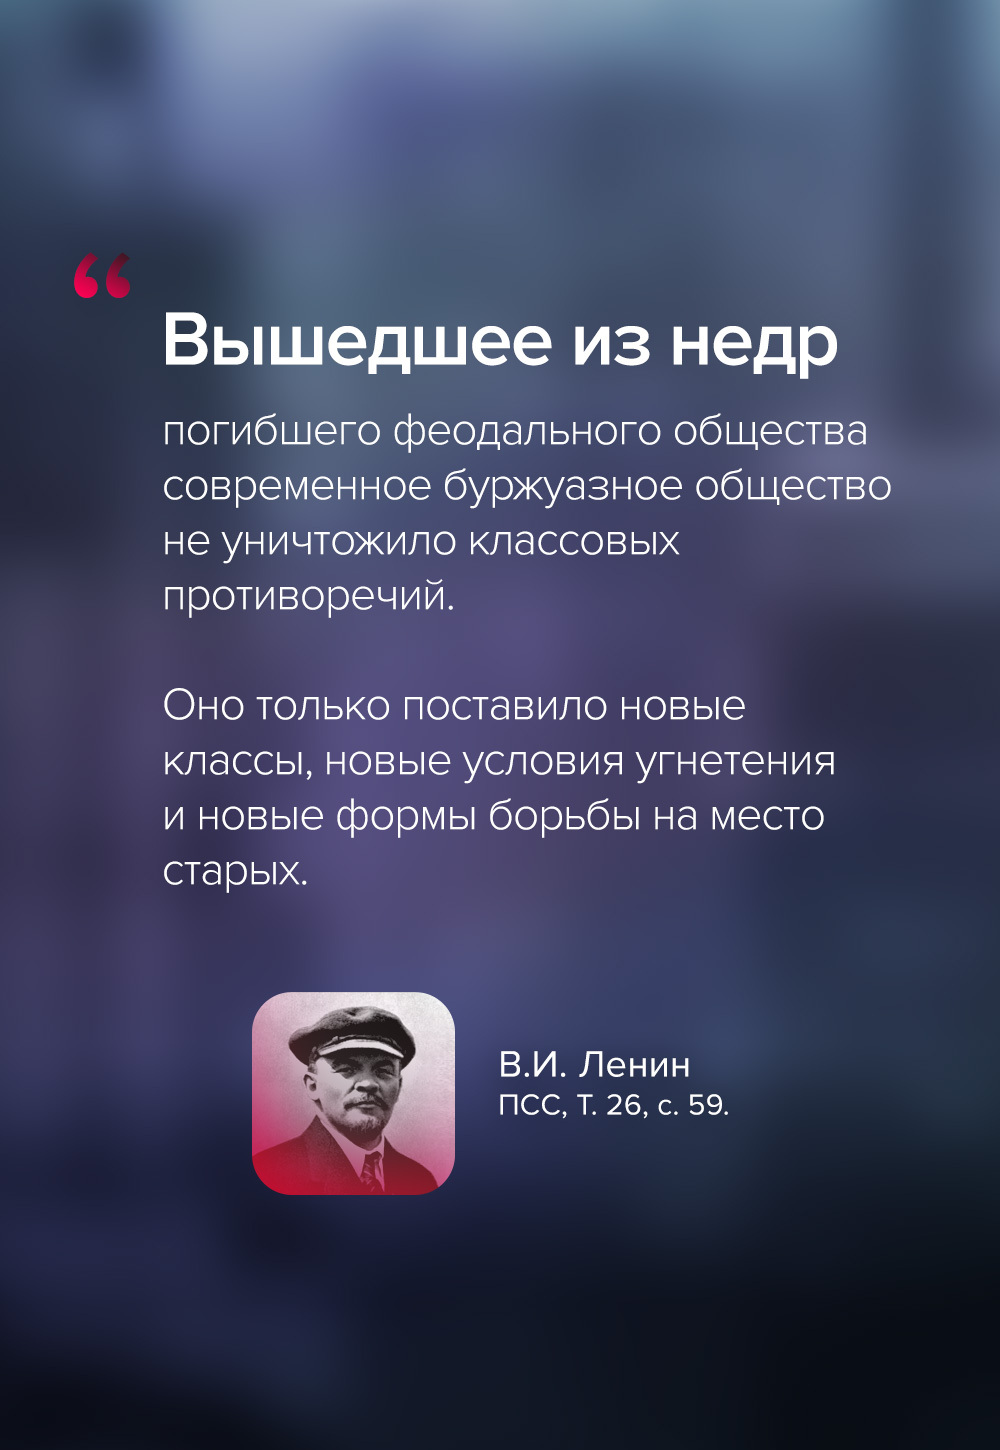 “
Вышедшее из недр
погибшего феодального общества
современное буржуазное общество
не уничтожило классовых
противоречий.
Оно только поставило новые
классы, новые условия угнетения
и новые формы борьбы на место
старых.
В.И. Ленин
ПСС, Т. 26, с. 59.